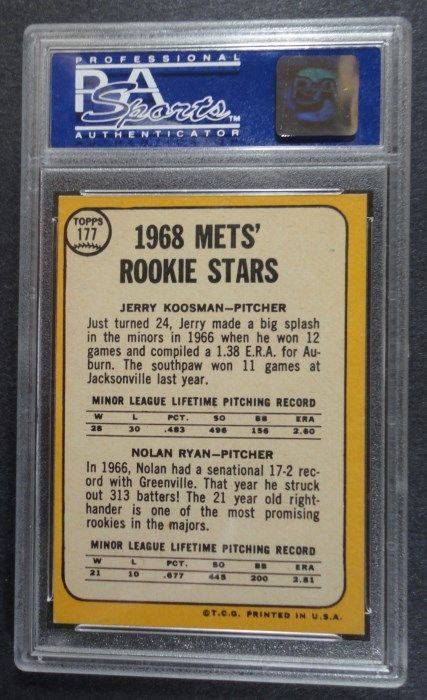 PROFESSIONAL
PSA
Sports™
AUTHENTICATOR
TOPPS
177
1968 METS'
ROOKIE STARS
JERRY KOOSMAN—PITCHER
Just turned 24, Jerry made a big splash
in the minors in 1966 when he won 12
games and compiled a 1.38 E.R.A. for Au-
burn. The southpaw won 11 games at
Jacksonville last year.
MINOR LEAGUE LIFETIME PITCHING RECORD
W L PCT. SO BB ERA
28 30 .483 496 156 2.60
NOLAN RYAN—PITCHER
In 1966, Nolan had a senational 17-2 rec-
ord with Greenville. That year he struck
out 313 batters! The 21 year old right-
hander is one of the most promising
rookies in the majors.
MINOR LEAGUE LIFETIME PITCHING RECORD
W L PCT. SO BB ERA
21 10 .677 445 200 2.81
©T.C.G. PRINTED IN U.S.A.